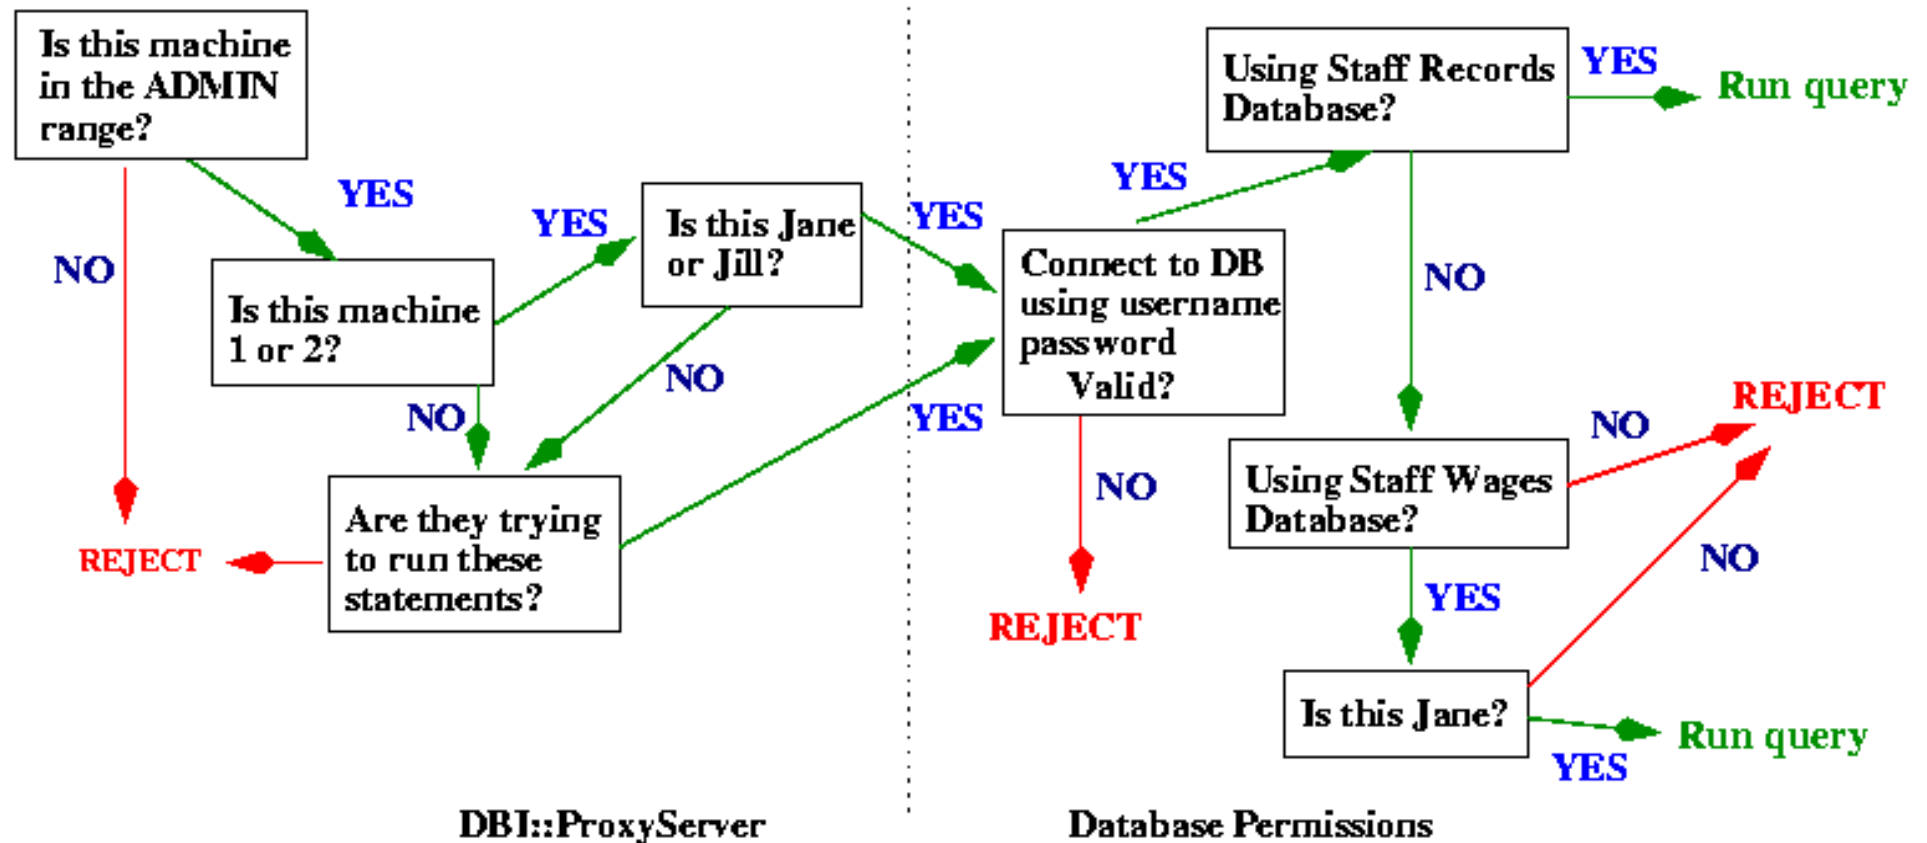 Is this machine
in the ADMIN
range?
YES
NO
Is this machine
1 or 2?
YES
NO
Is this Jane
or Jill?
YES
NO
Are they trying
to run these
statements?
YES
REJECT
Connect to DB
using username
password
Valid?
YES
NO
REJECT
Using Staff Records
Database?
YES
Run query
NO
Using Staff Wages
Database?
NO
REJECT
YES
NO
Is this Jane?
YES
Run query
DBI::ProxyServer
Database Permissions